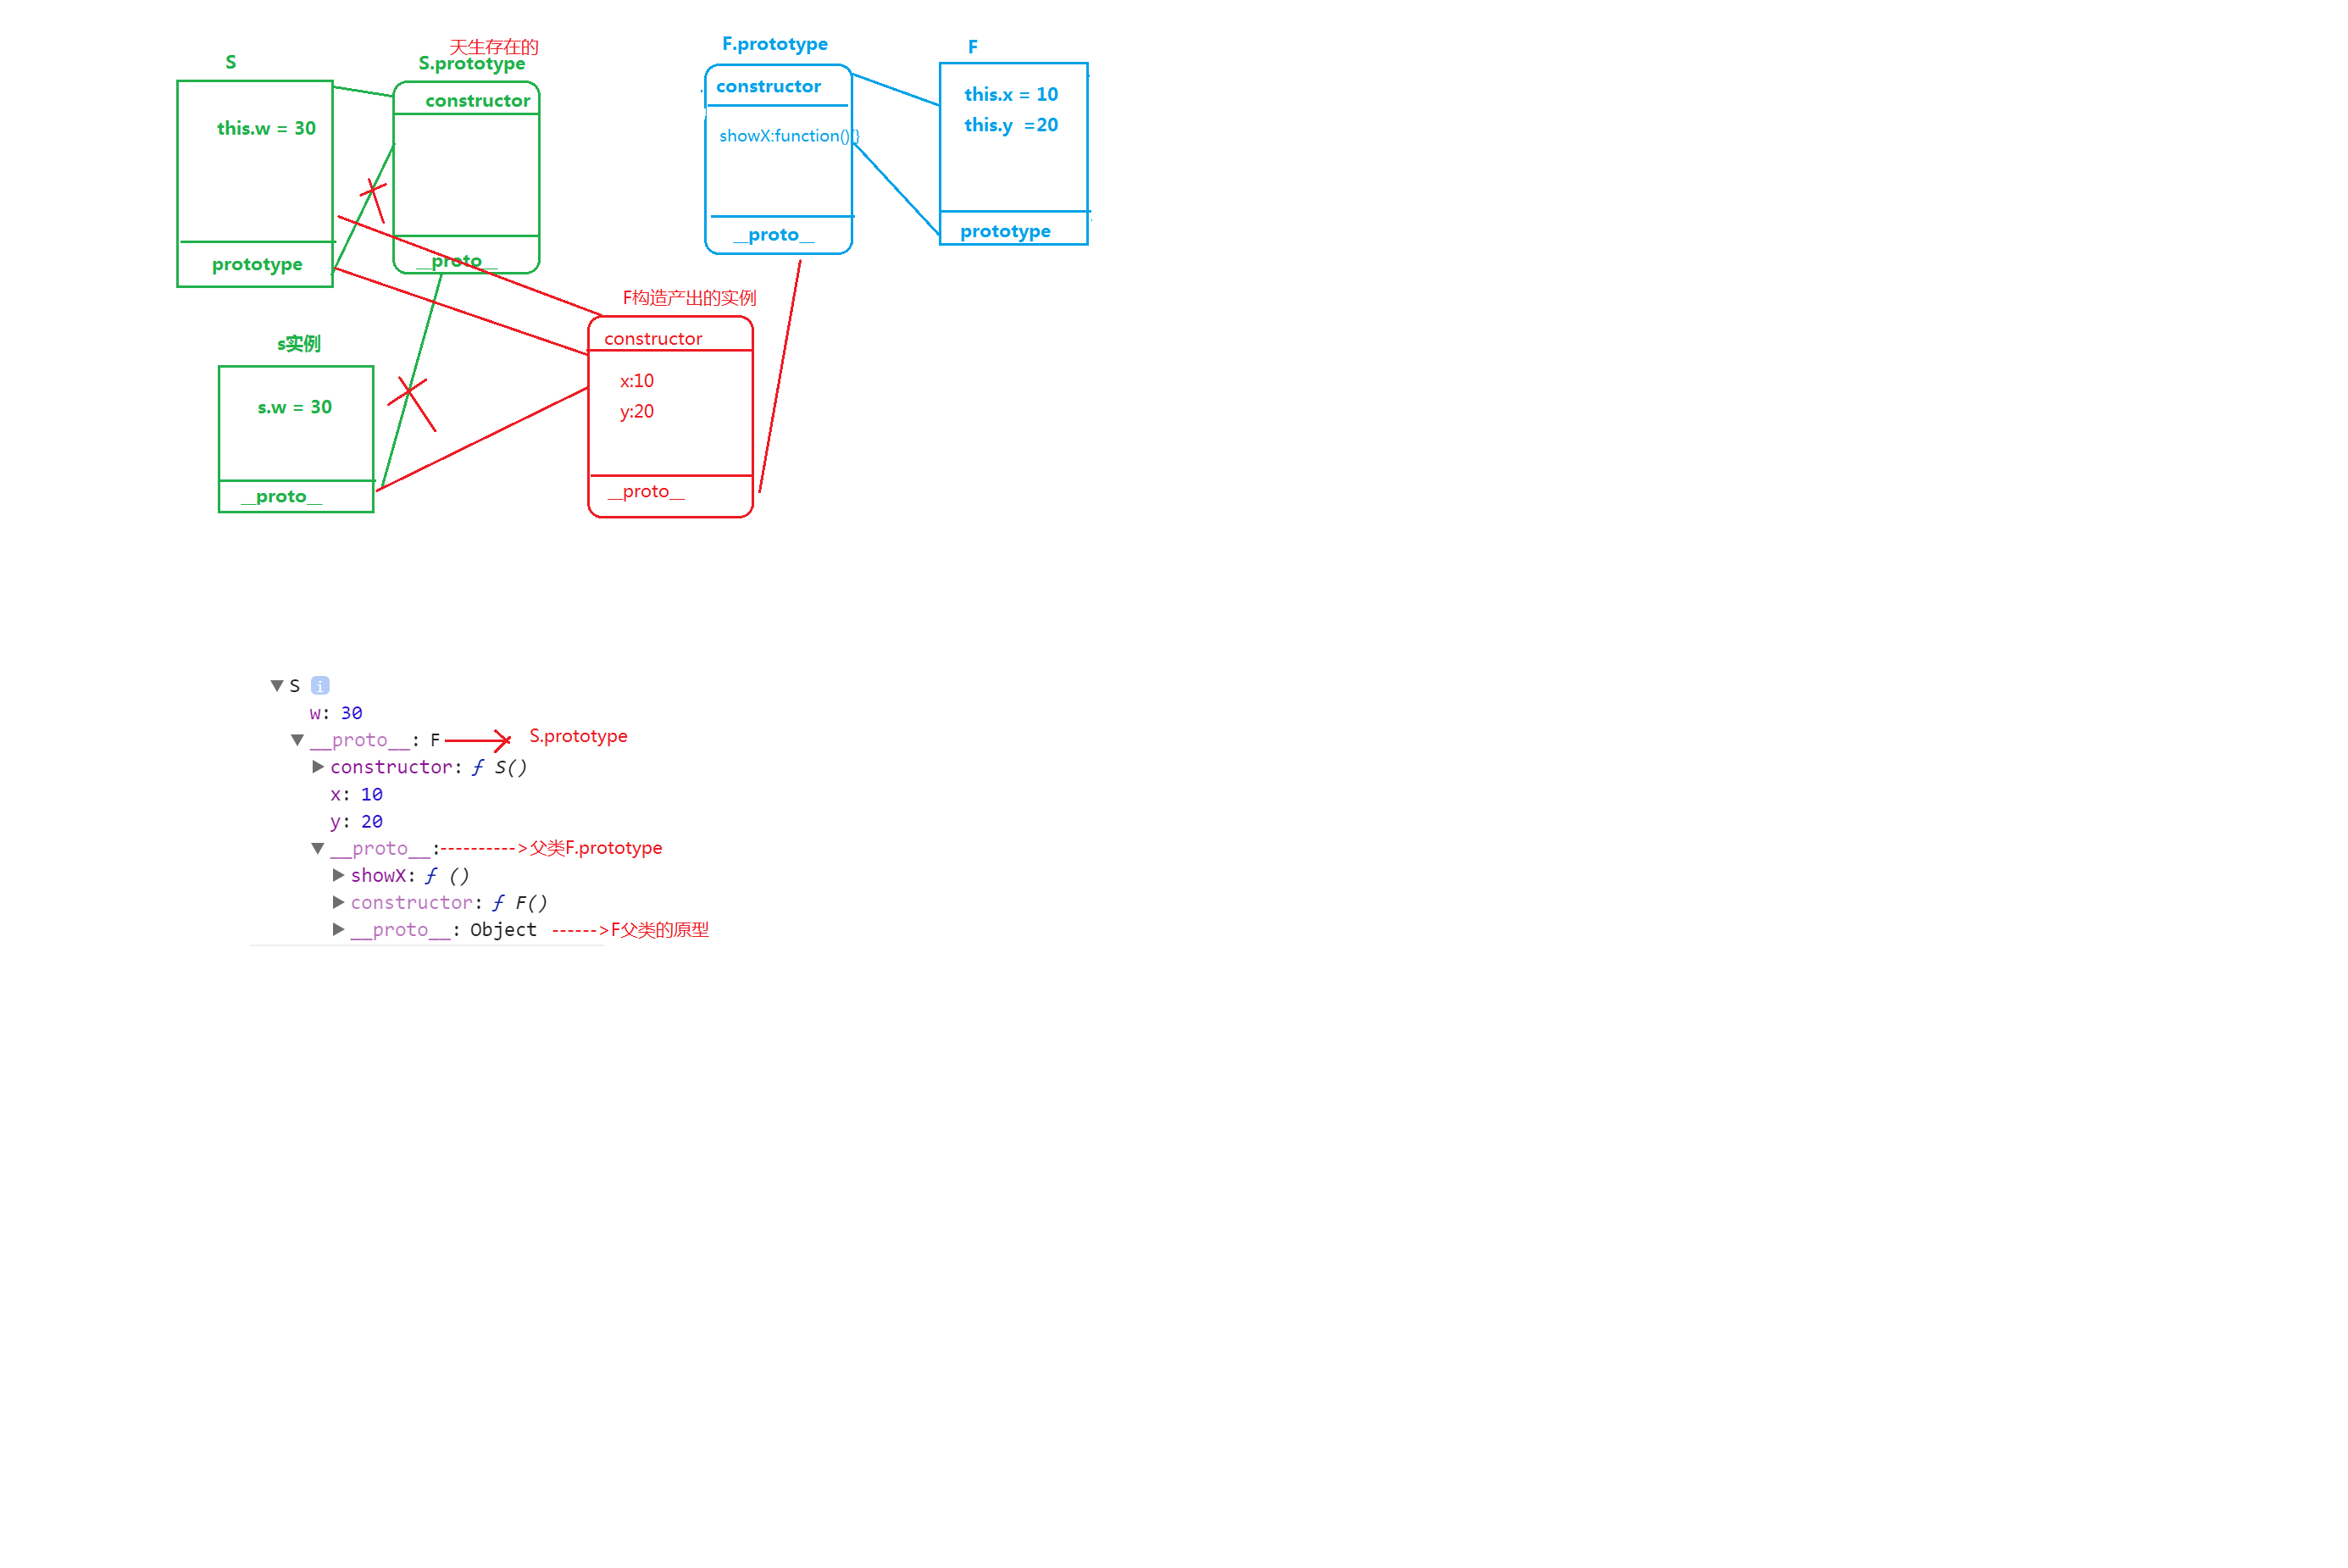 S
this.w = 30
prototype
天生存在的
S.prototype
constructor
__proto__
F.prototype
constructor
showX:function(){}
__proto__
F
this.x = 10
this.y =20
prototype
s实例
s.w = 30
__proto__
F构造产出的实例
constructor
x:10
y:20
__proto__
▼ S i
w: 30
▼ __proto__: F S.prototype
▶ constructor: ƒ S()
x: 10
y: 20
▼ __proto__:---------->父类F.prototype
▶ showX: ƒ ()
▶ constructor: ƒ F()
▶ __proto__: Object ------>F父类的原型